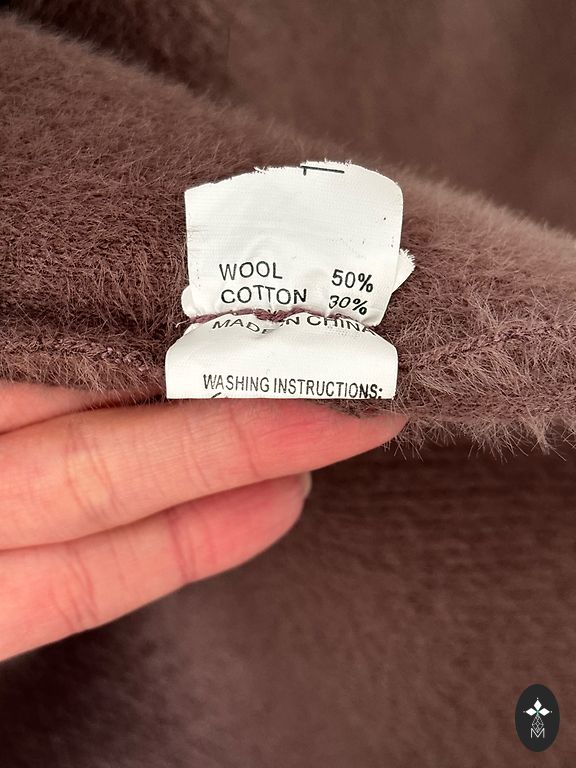 WOOL 50%
COTTON 30%
MADE IN CHINA
WASHING INSTRUCTIONS:
M